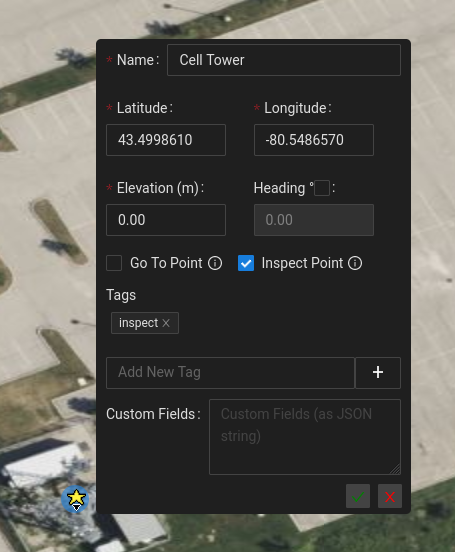 * Name: Cell Tower
* Latitude: * Longitude:
43.4998610 -80.5486570
* Elevation (m): Heading °:
0.00 0.00
Go To Point Inspect Point
Tags
inspect X
Add New Tag +
Custom Fields: Custom Fields (as JSON
string)